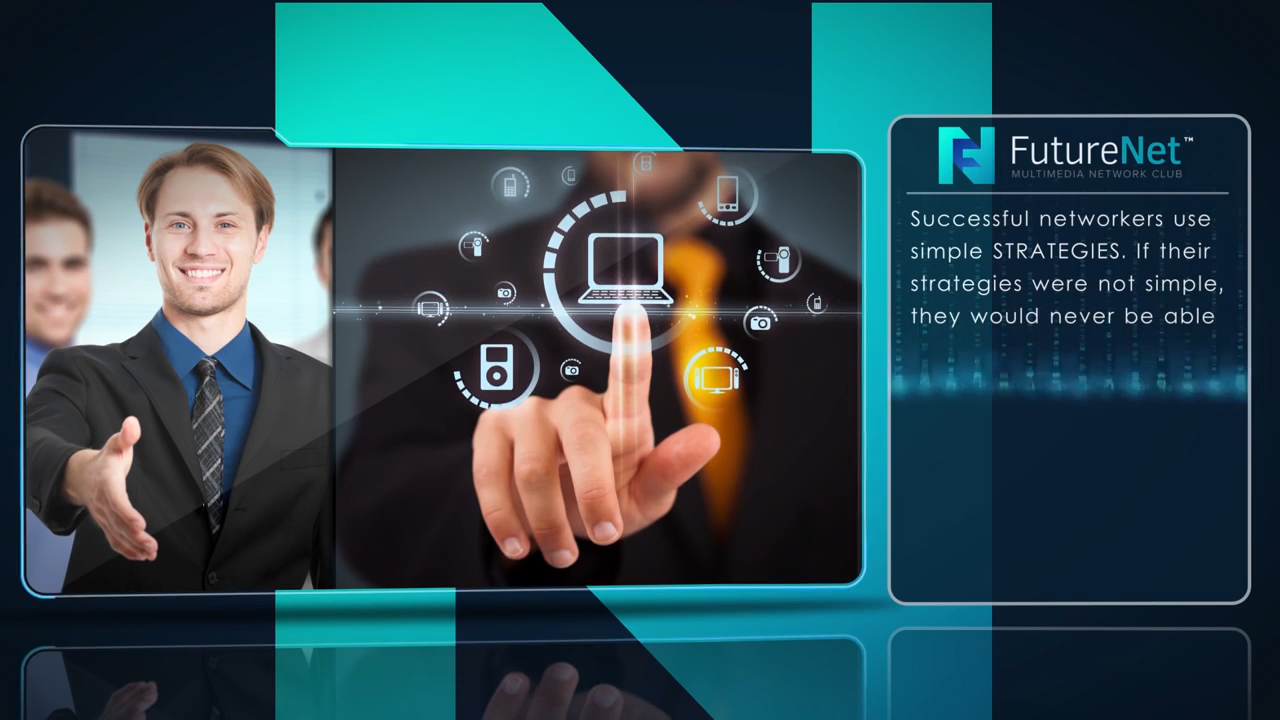 FutureNet™
MULTIMEDIA NETWORK CLUB
Successful networkers use
simple STRATEGIES. If their
strategies were not simple,
they would never be able